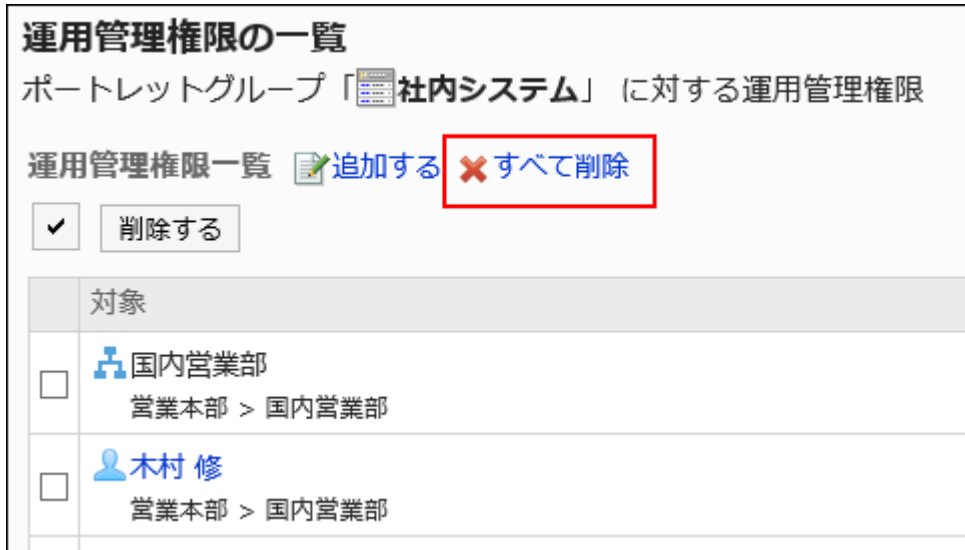 運用管理権限の一覧
ポートレットグループ「社内システム」 に対する運用管理権限
運用管理権限一覧 追加する すべて削除
削除する
対象
国内営業部
営業本部 > 国内営業部
木村 修
営業本部 > 国内営業部